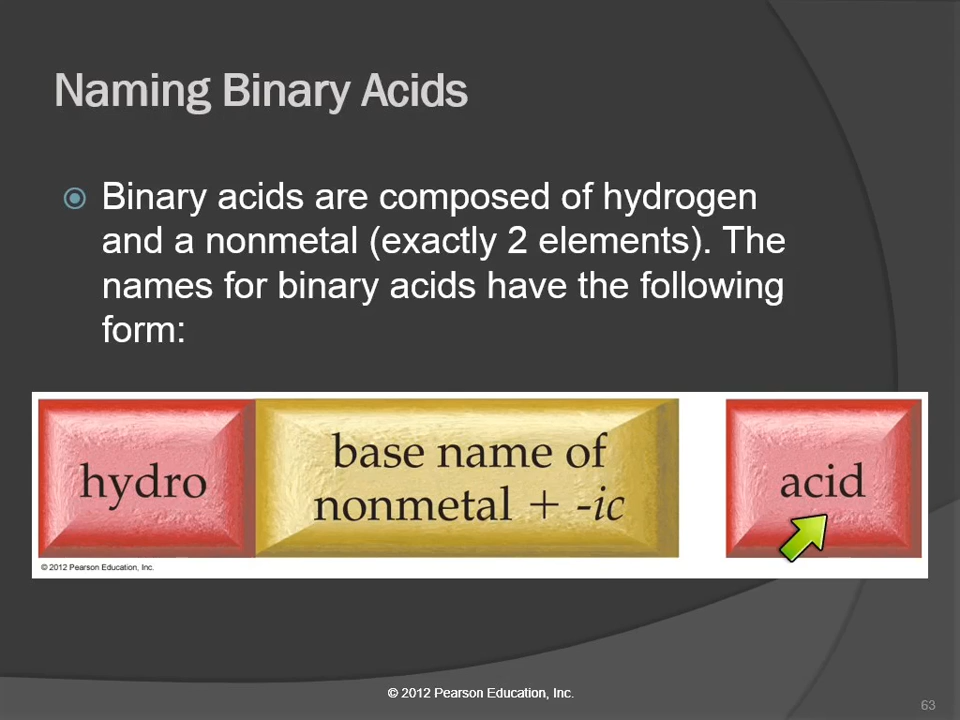 Naming Binary Acids
Binary acids are composed of hydrogen
and a nonmetal (exactly 2 elements). The
names for binary acids have the following
form:
hydro
base name of
nonmetal + -ic
acid
© 2012 Pearson Education, Inc.
© 2012 Pearson Education, Inc.
63